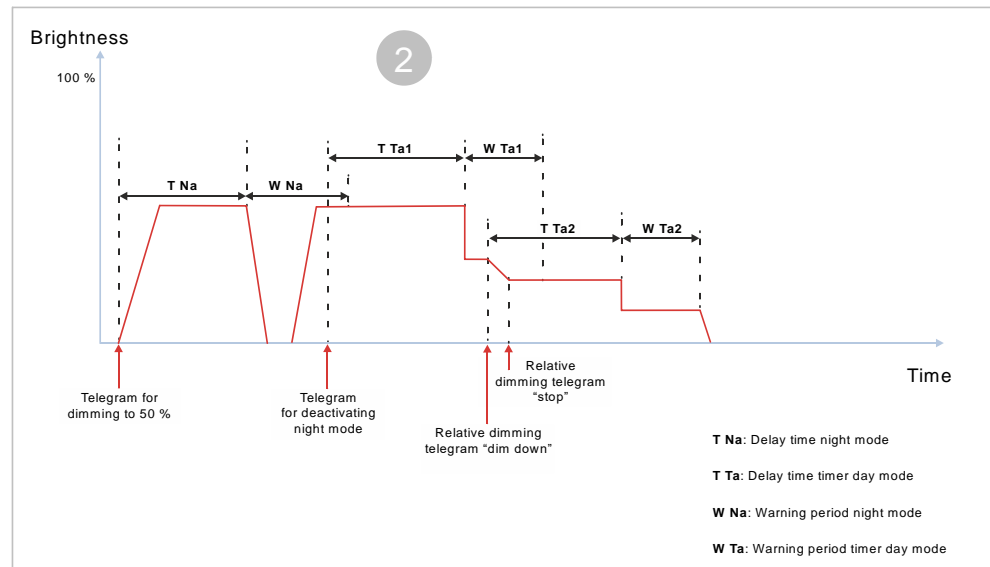 Brightness
2
100 %
T Ta1
W Ta1
T Na
W Na
T Ta2
W Ta2
Time
Telegram for
dimming to 50 %
Telegram
for deactivating
night mode
Relative dimming
telegram “dim down”
Relative
dimming telegram
“stop”
T Na: Delay time night mode
T Ta: Delay time timer day mode
W Na: Warning period night mode
W Ta: Warning period timer day mode